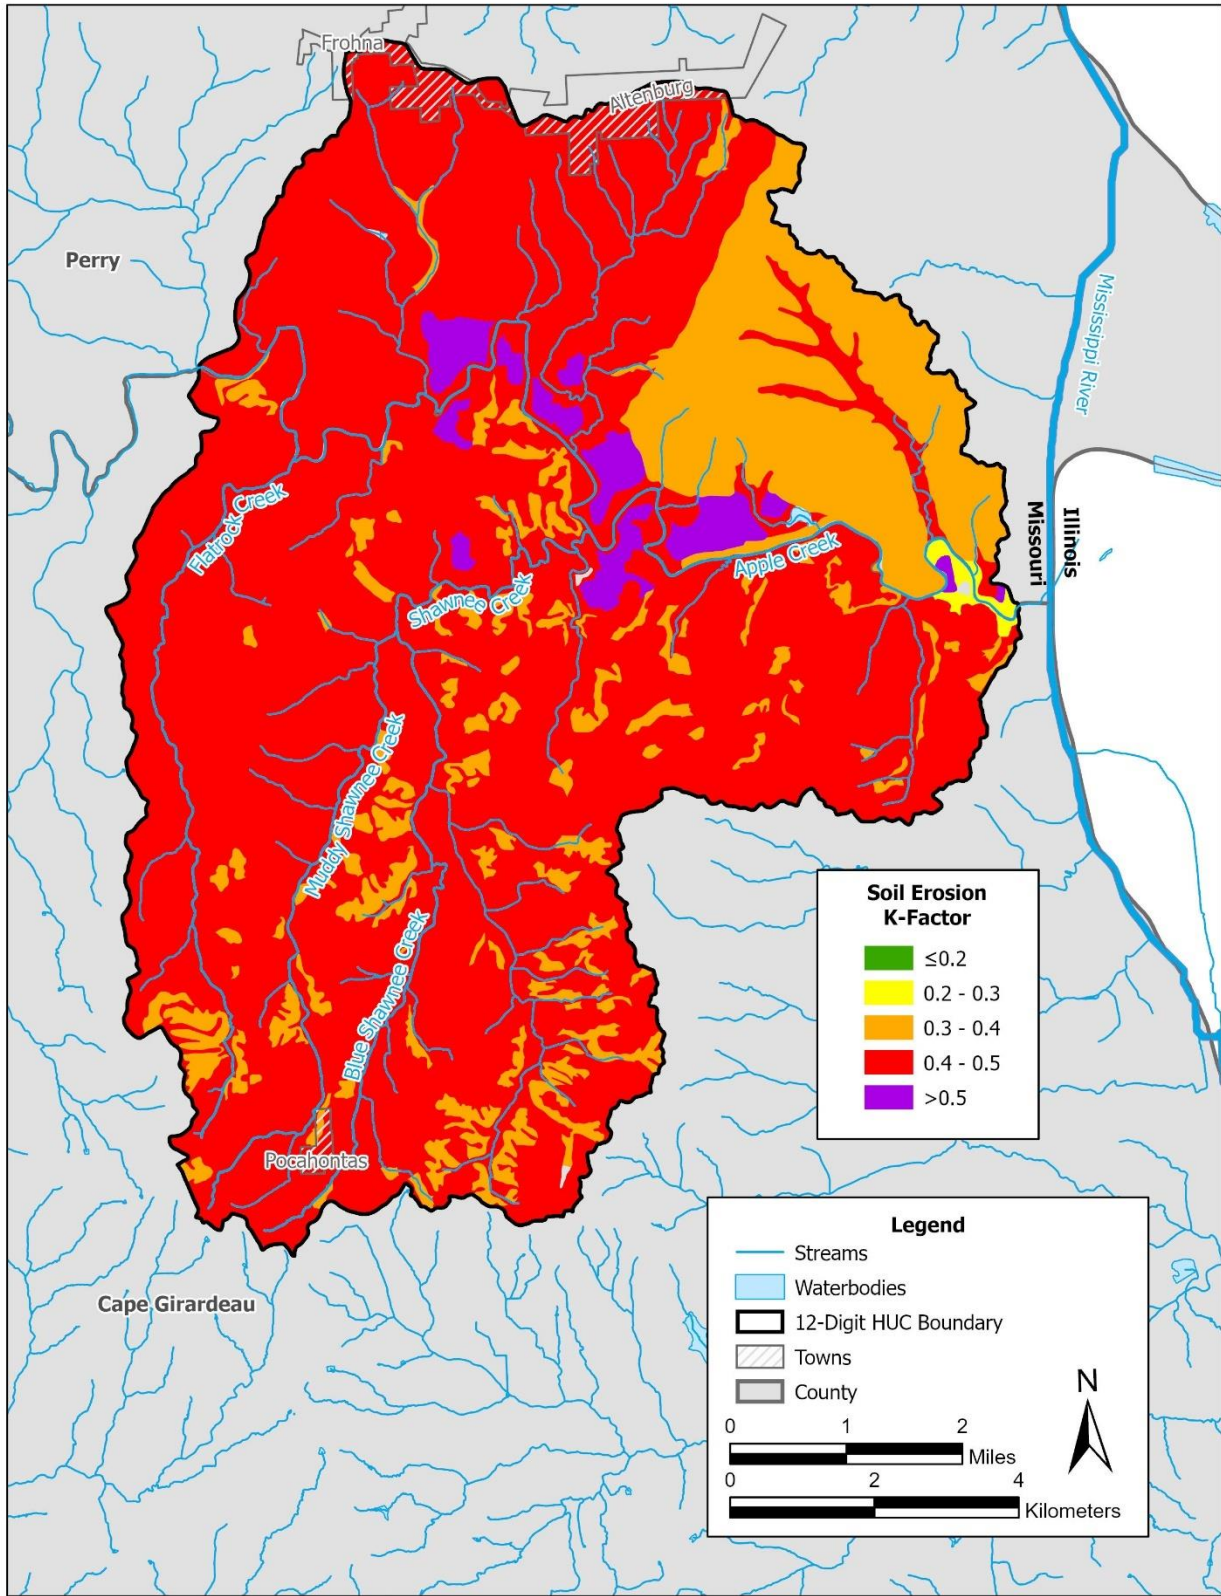 Frohna
Altenburg
Perry
Mississippi River
Flatrock Creek
Illinois
Missouri
Apple Creek
Shawnee Creek
Muddy Shawnee Creek
Blue Shawnee Creek
Pocahontas
Cape Girardeau
Soil Erosion
K-Factor
≤0.2
0.2 - 0.3
0.3 - 0.4
0.4 - 0.5
>0.5
Legend
Streams
Waterbodies
12-Digit HUC Boundary
Towns
County
N
0 1 2
Miles
0 2 4
Kilometers